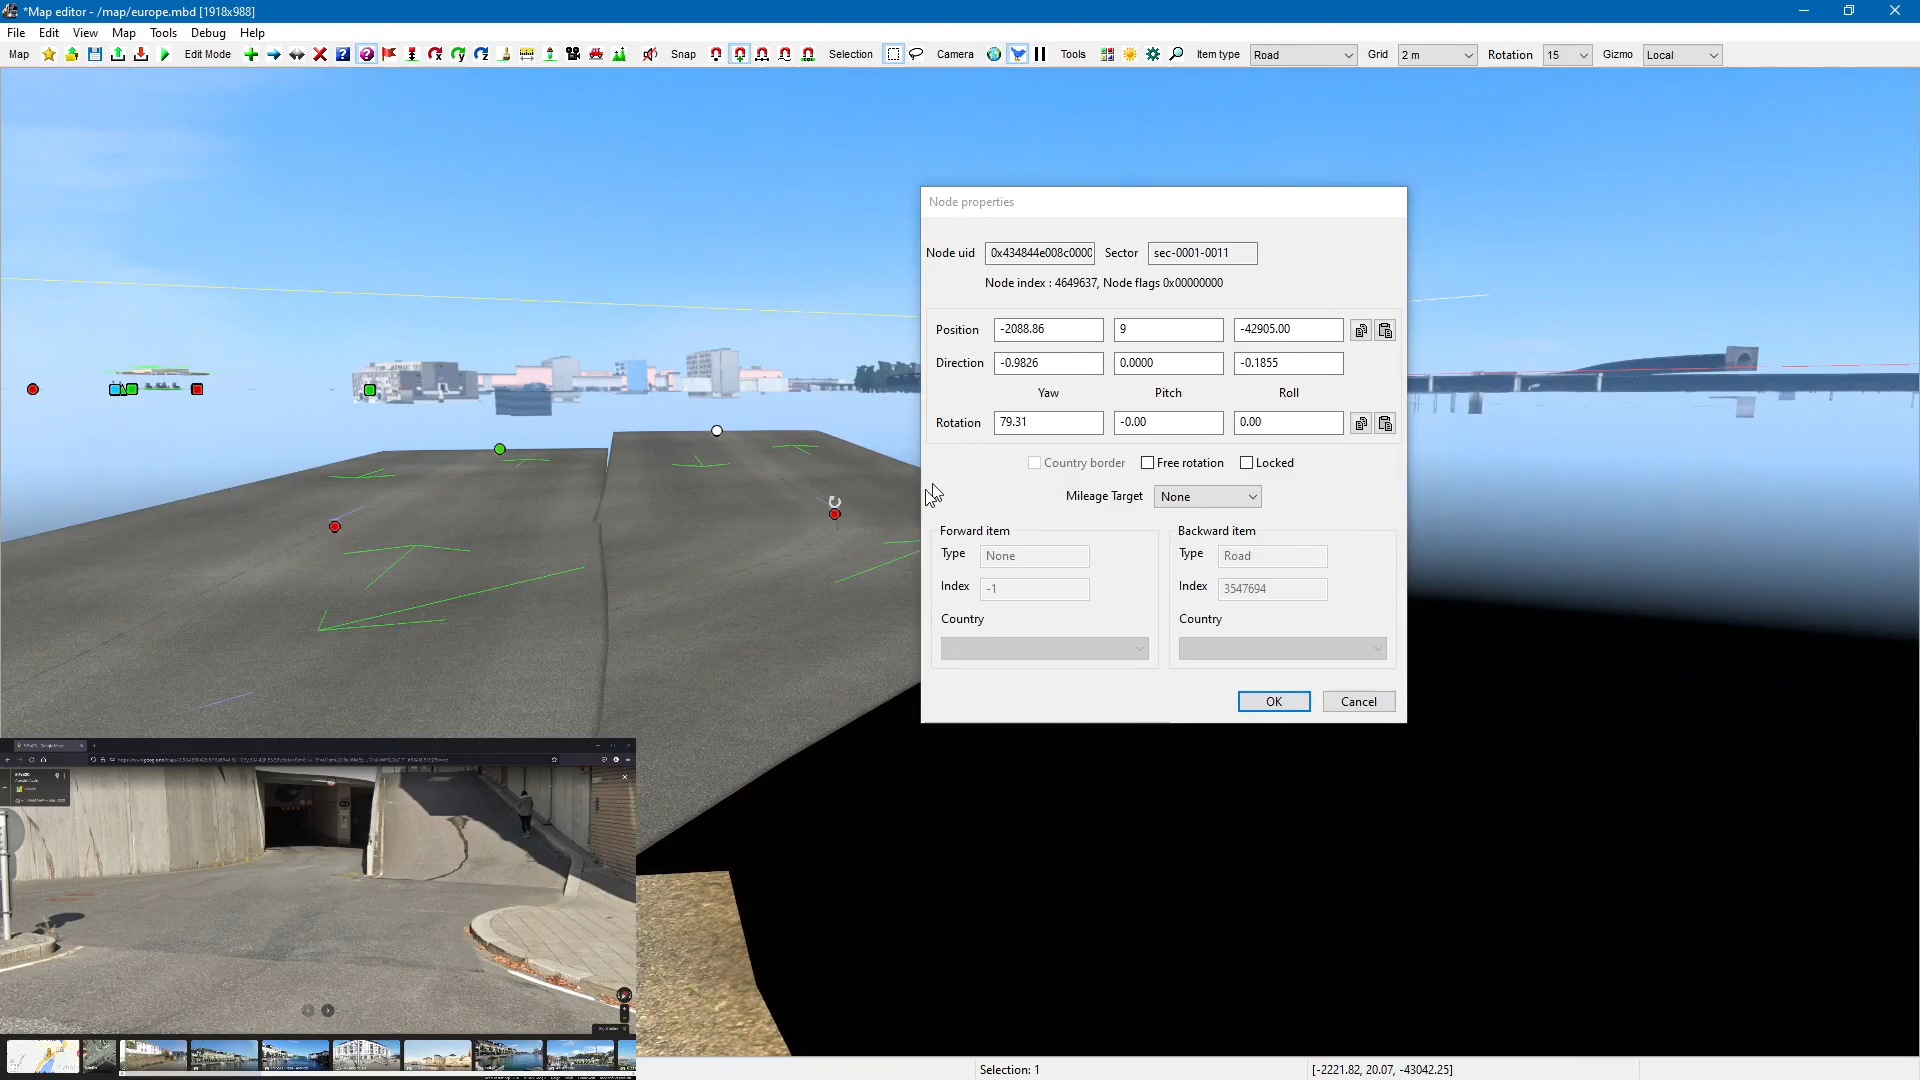 *Map editor - /map/europe.mbd [1918x988]
File Edit View Map Tools Debug Help
Map Edit Mode Snap Selection Camera Tools Item type Road Grid 2 m Rotation 15 Gizmo Local
Node properties
Node uid 0x434844e008c0000 Sector sec-0001-0011
Node index : 4649637, Node flags 0x00000000
Position -2088.86 9 -42905.00
Direction -0.9826 0.0000 -0.1855
Yaw Pitch Roll
Rotation 79.31 -0.00 0.00
Country border Free rotation Locked
Mileage Target None
Forward item Backward item
Type None Type Road
Index -1 Index 3547694
Country Country
OK Cancel
Selection: 1 [-2221.82, 20.07, -43042.25]